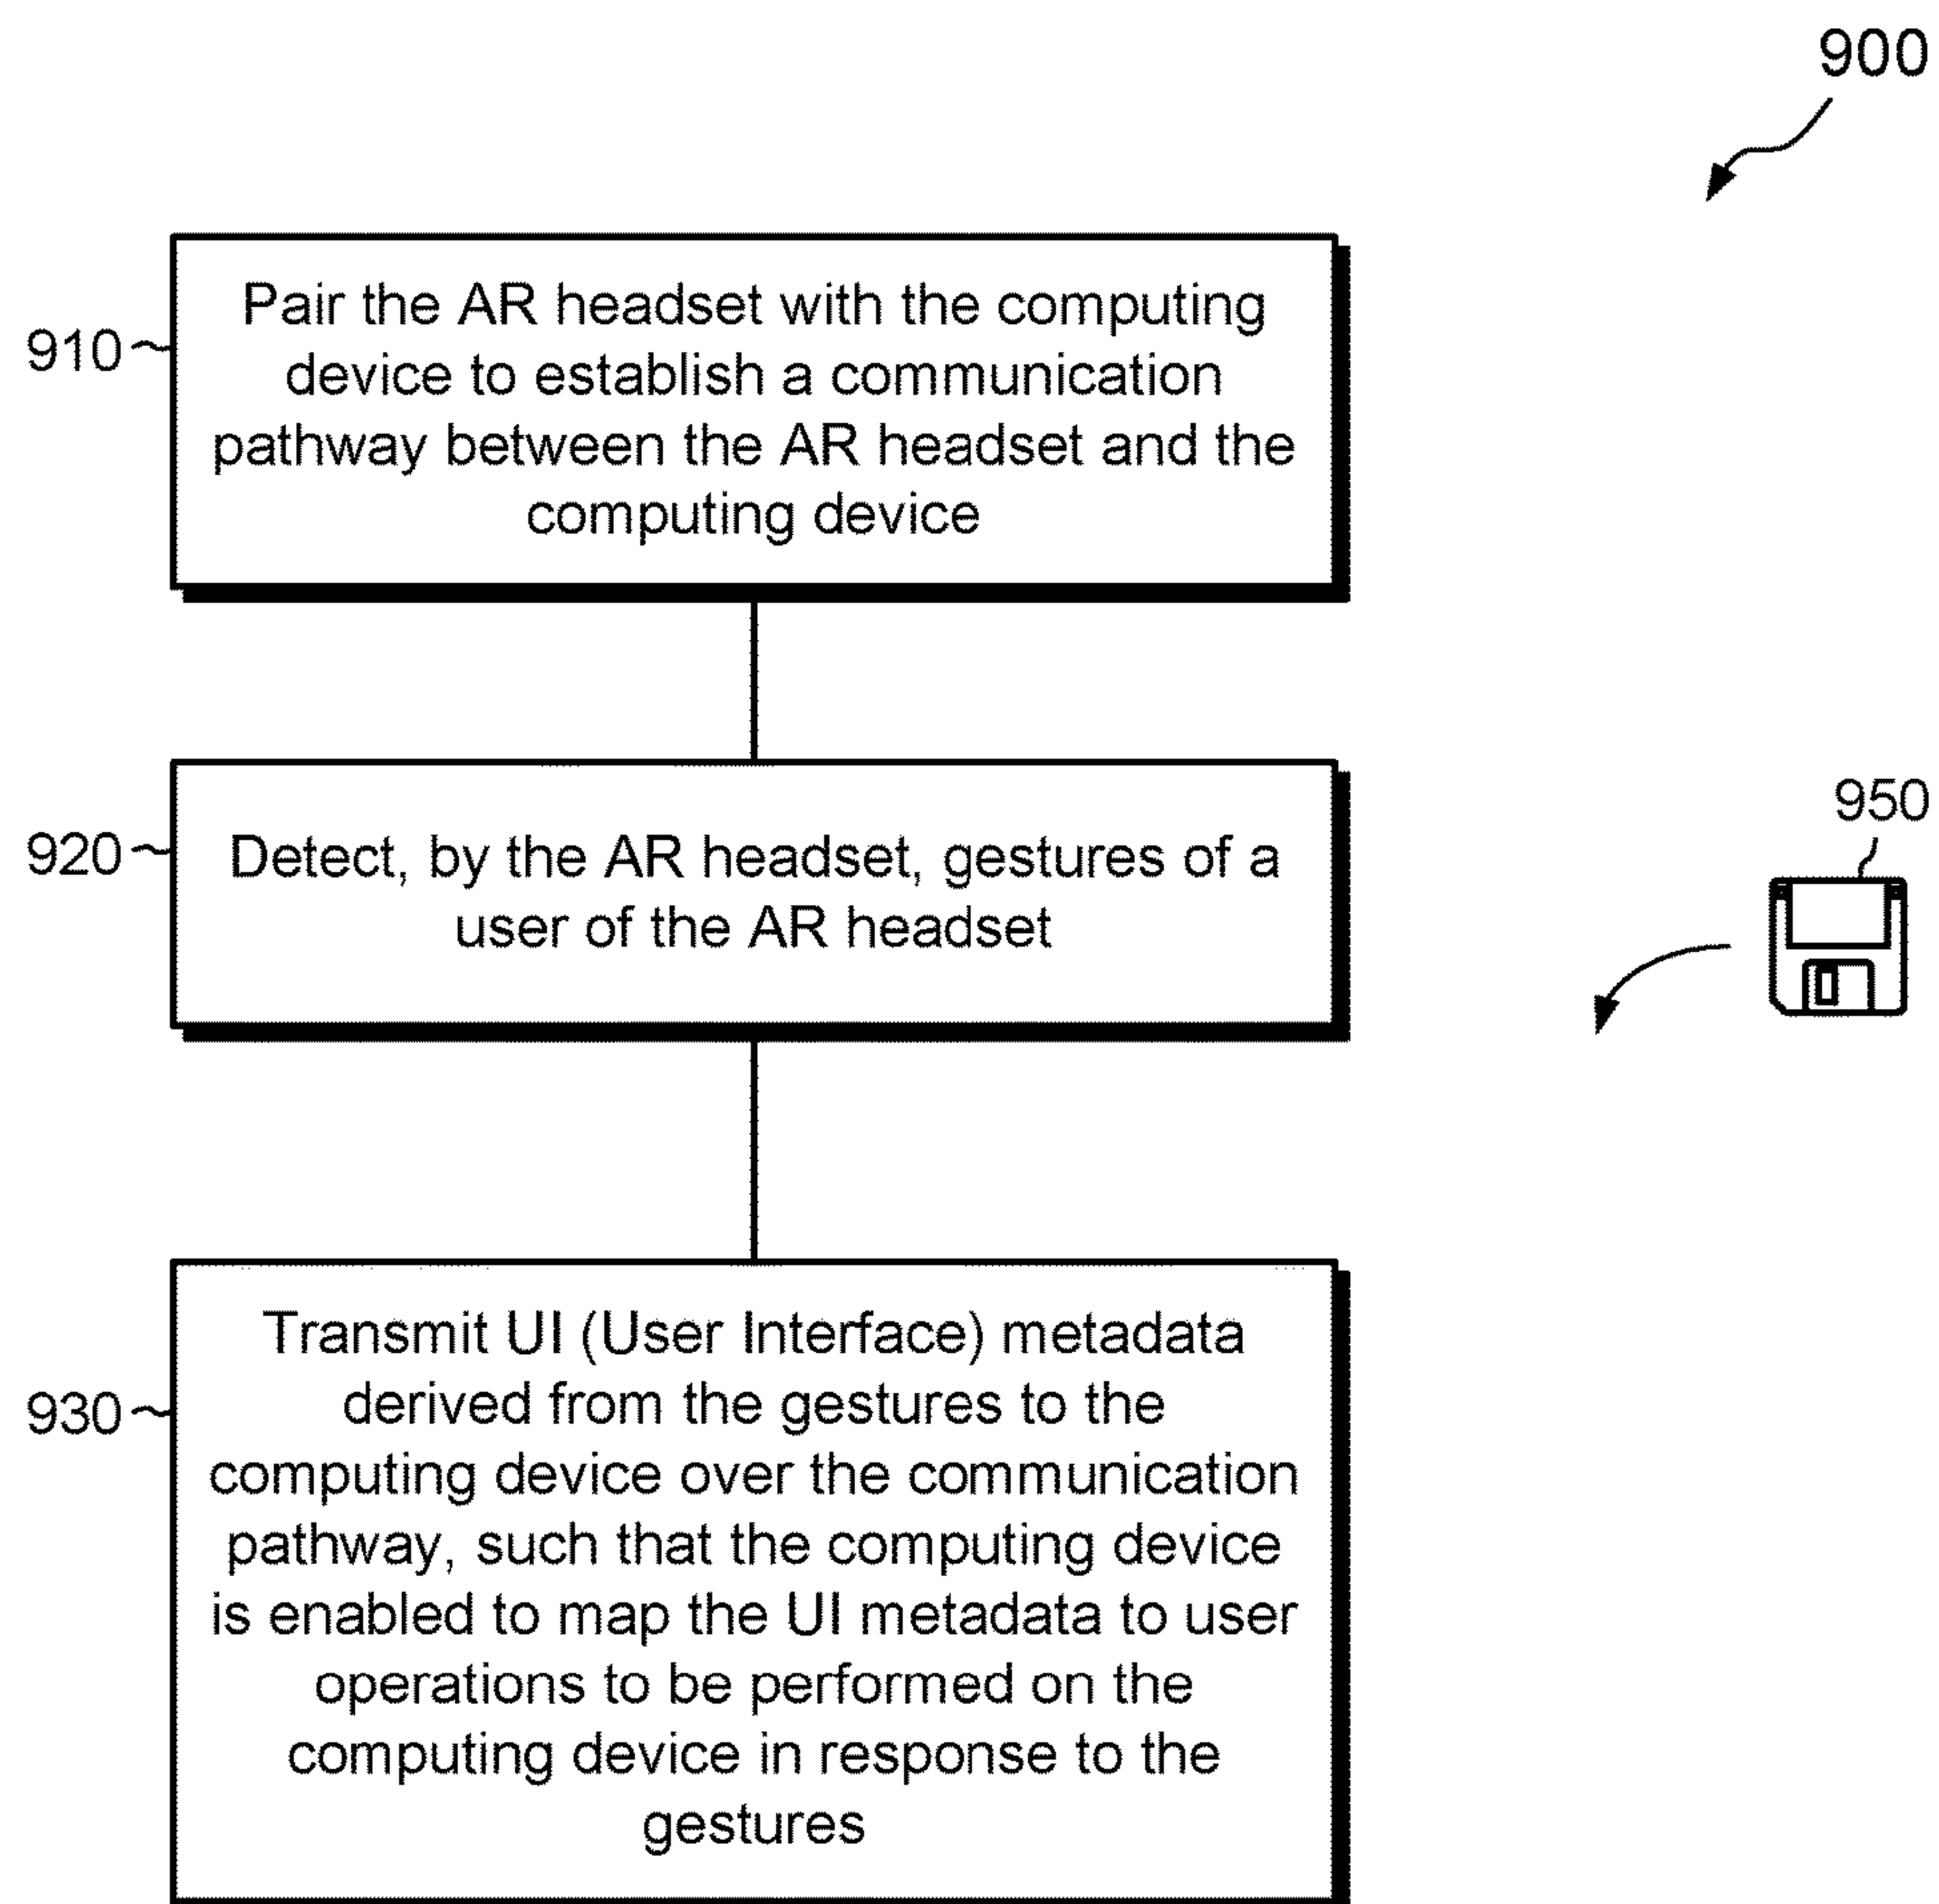 900
910
Pair the AR headset with the computing
device to establish a communication
pathway between the AR headset and the
computing device
950
920
Detect, by the AR headset, gestures of a
user of the AR headset
930
Transmit UI (User Interface) metadata
derived from the gestures to the
computing device over the communication
pathway, such that the computing device
is enabled to map the UI metadata to user
operations to be performed on the
computing device in response to the
gestures